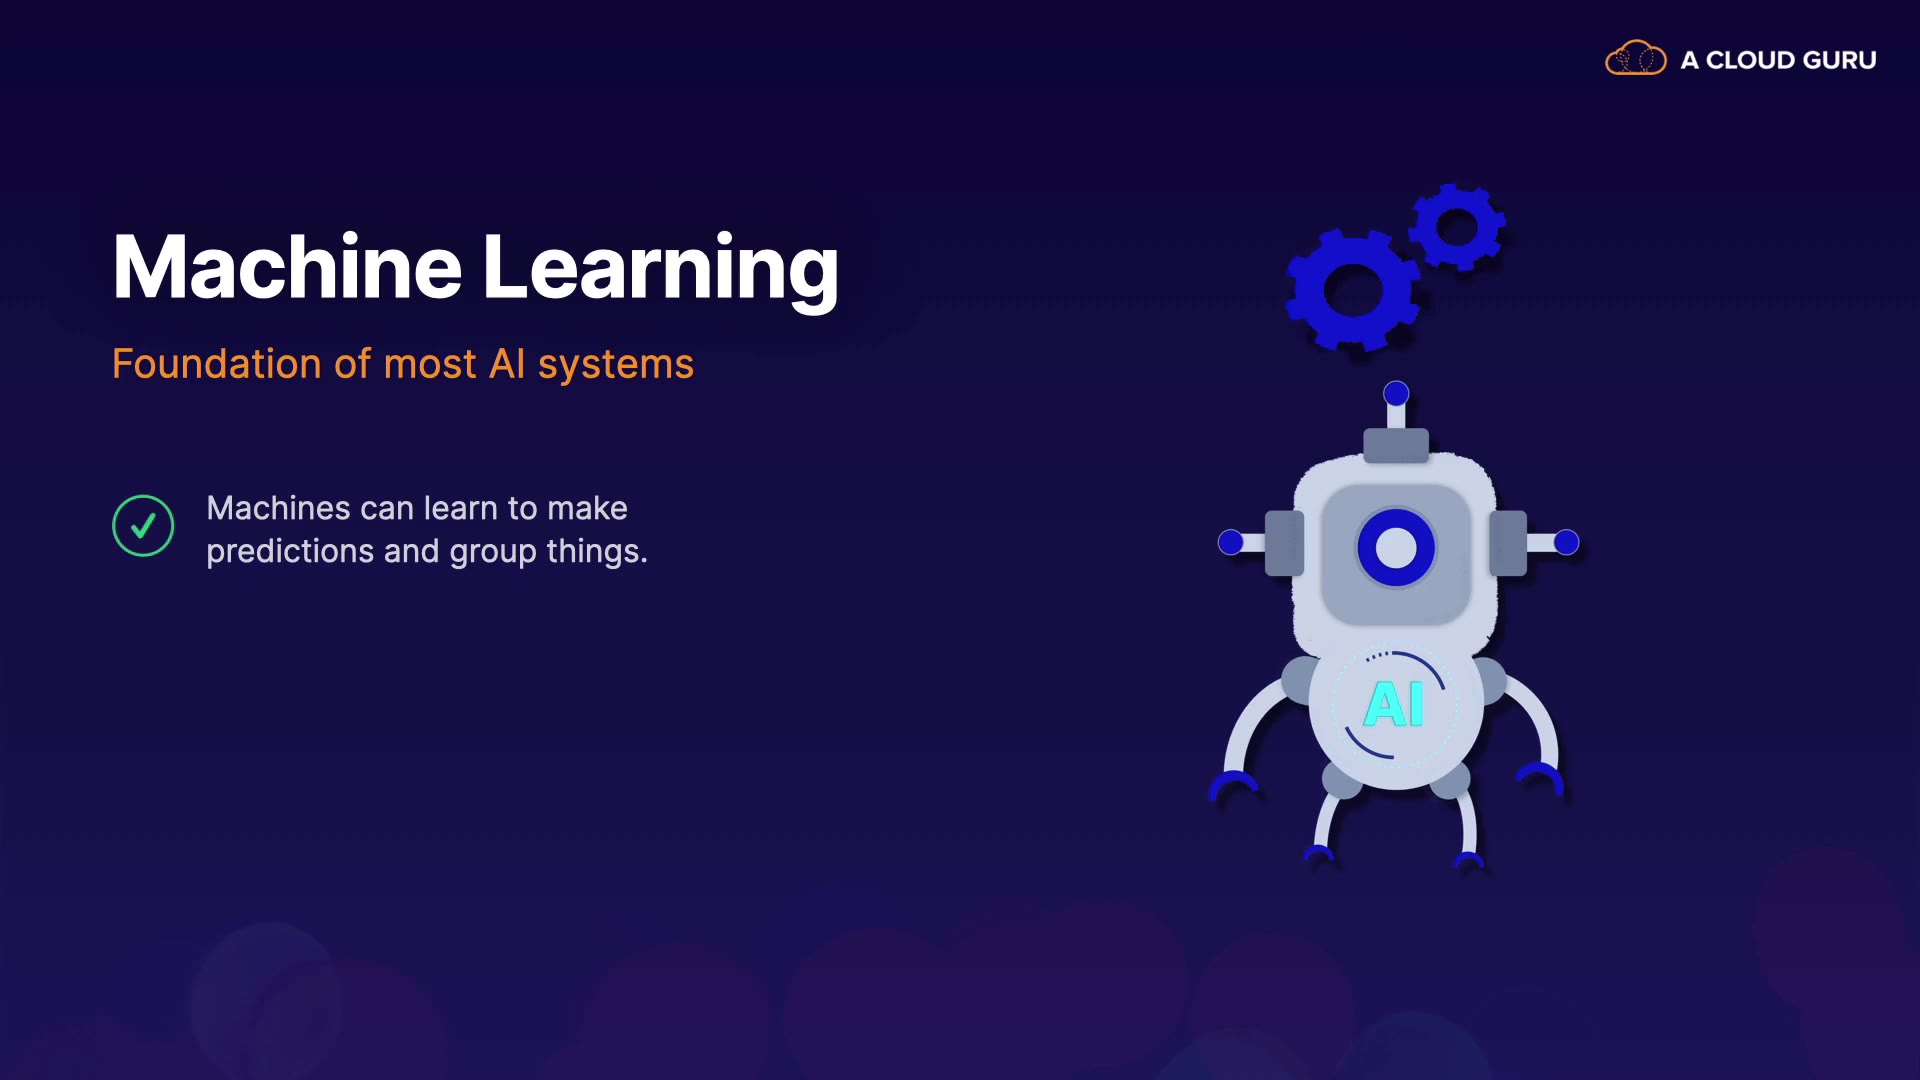 A CLOUD GURU
Machine Learning
Foundation of most AI systems
Machines can learn to make
predictions and group things.
AI